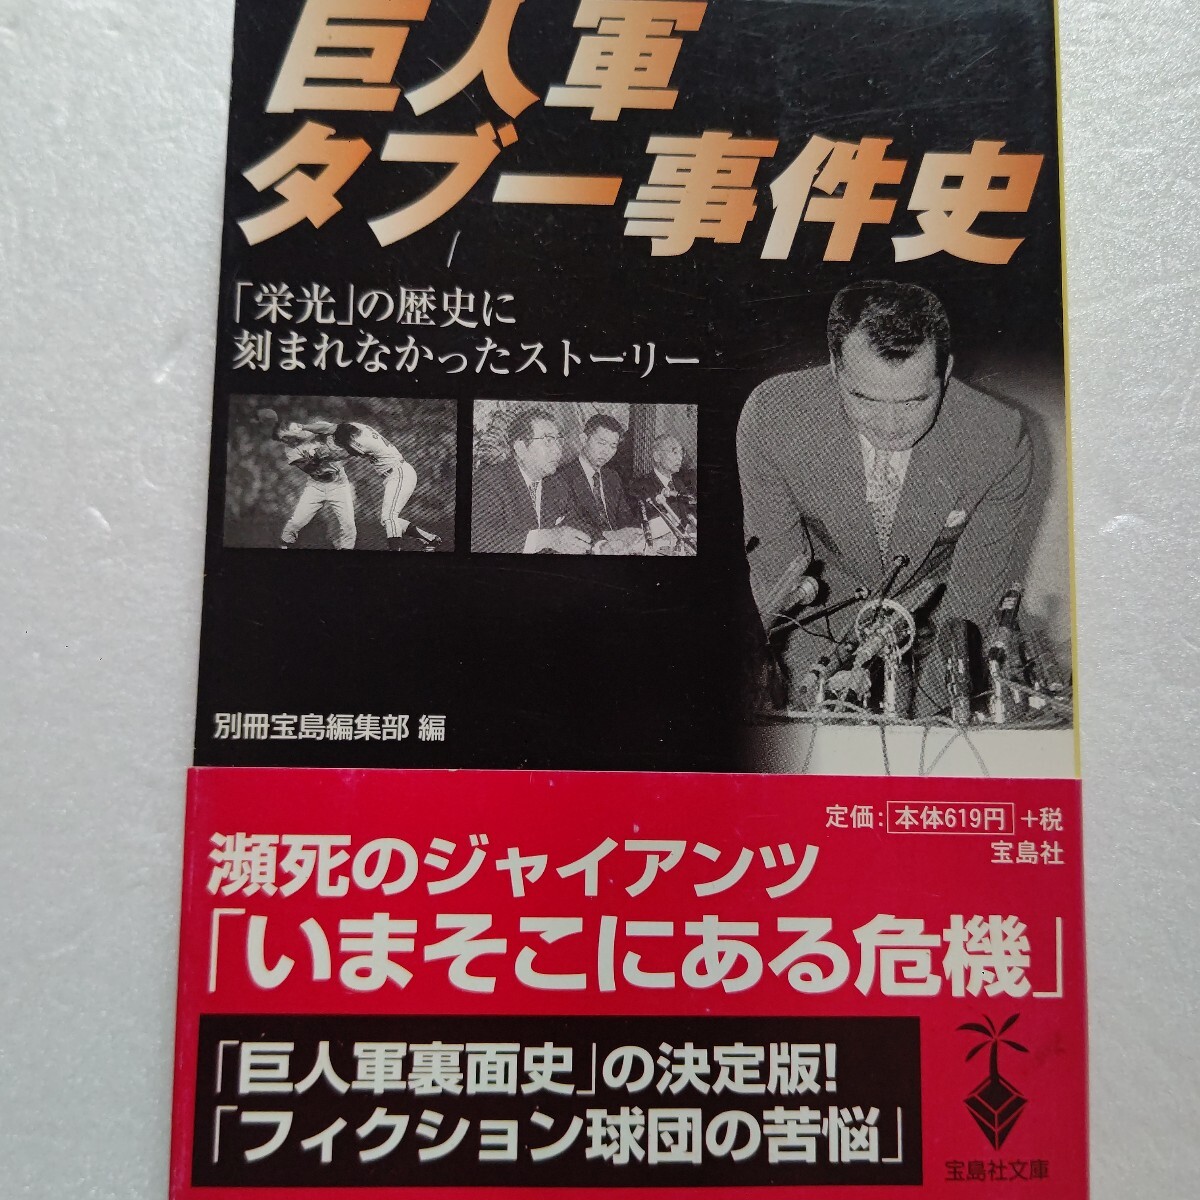 巨人軍
タブー事件史
「栄光」の歴史に
刻まれなかったストーリー
別冊宝島編集部 編
定価:本体619円+税
宝島社
瀕死のジャイアンツ
「いまそこにある危機」
「巨人軍裏面史」の決定版!
「フィクション球団の苦悩」
宝島社文庫